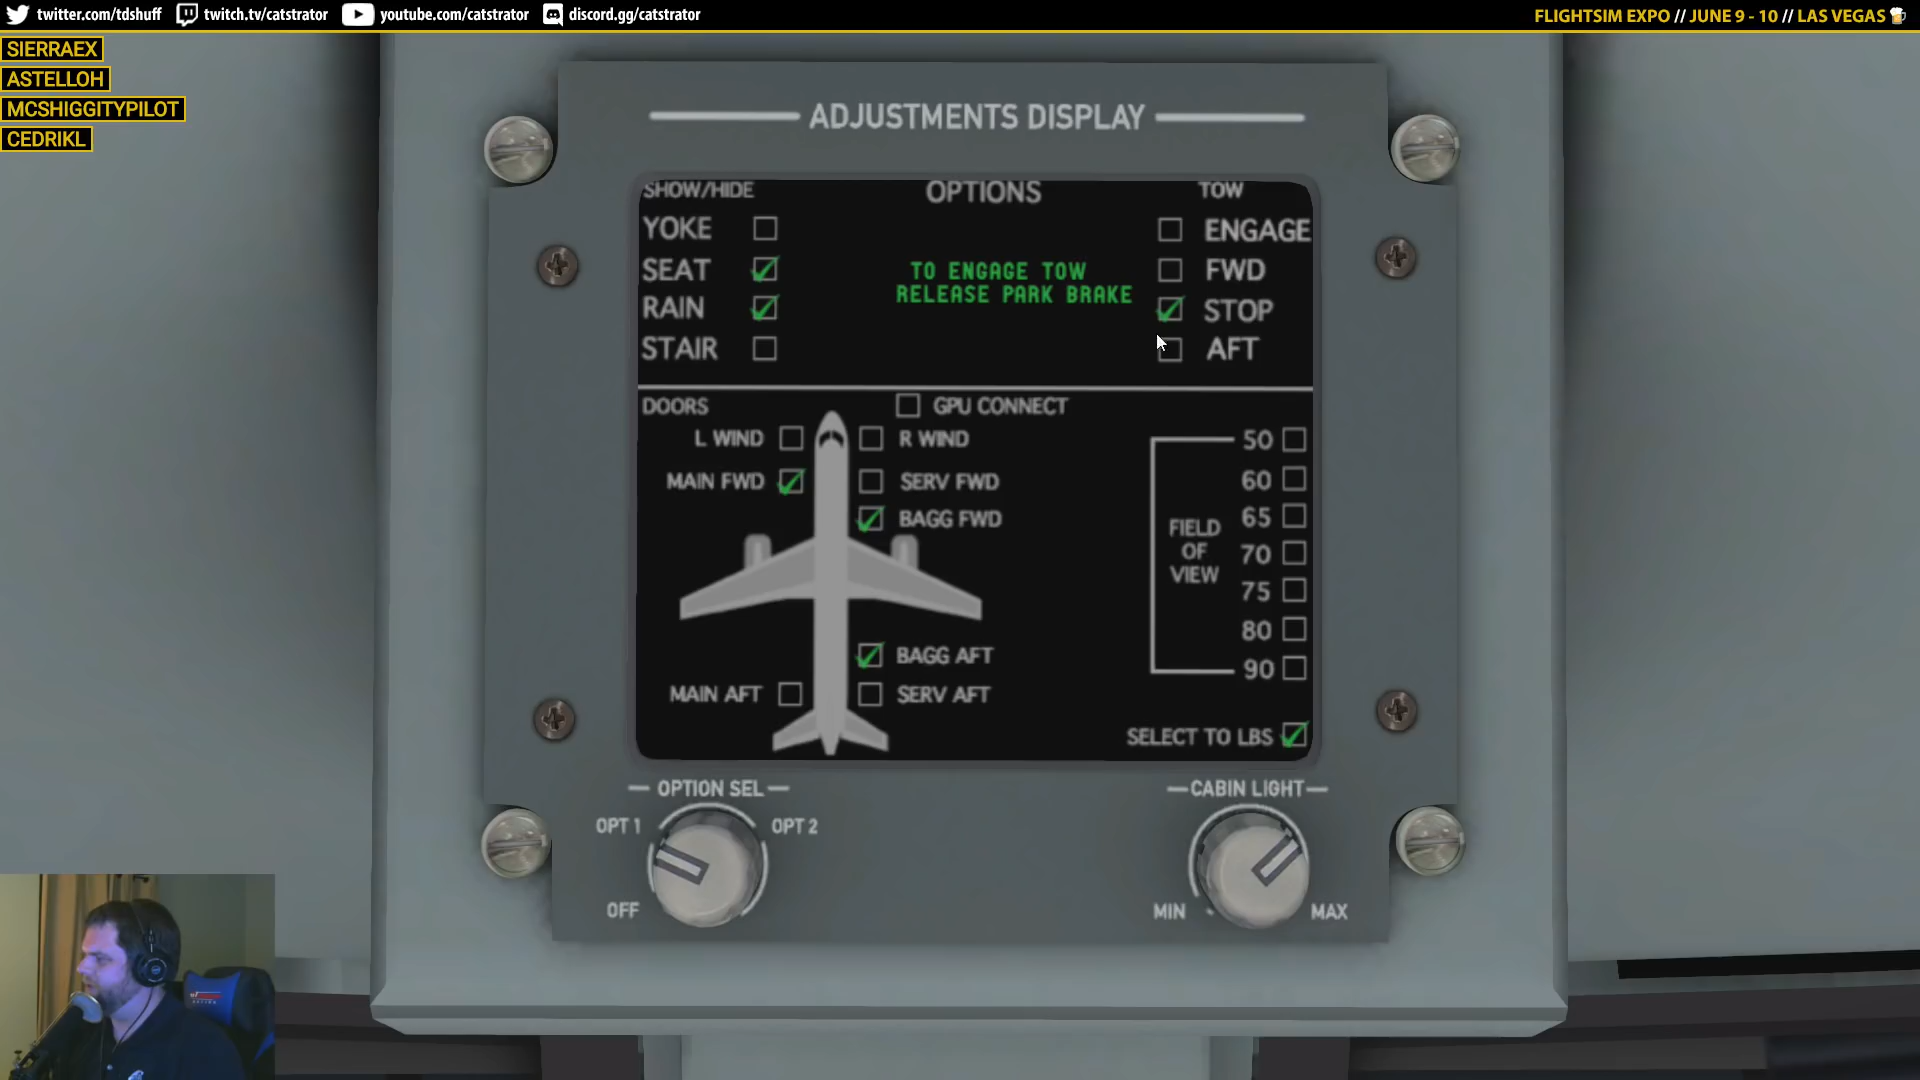 twitter.com/tdshuff twitch.tv/catstrator youtube.com/catstrator discord.gg/catstrator
FLIGHTSIM EXPO // JUNE 9 - 10 // LAS VEGAS
SIERRAEX
ASTELLOH
MCSHIGGITYPILOT
CEDRIKL
ADJUSTMENTS DISPLAY
SHOW/HIDE OPTIONS TOW
YOKE ENGAGE
SEAT TO ENGAGE TOW FWD
RELEASE PARK BRAKE
RAIN STOP
STAIR AFT
DOORS GPU CONNECT
L WIND R WIND 50
MAIN FWD SERV FWD 60
BAGG FWD 65
FIELD
OF
VIEW
70
75
80
BAGG AFT 90
MAIN AFT SERV AFT
SELECT TO LBS
OPTION SEL CABIN LIGHT
OPT 1 OPT 2
OFF MIN MAX